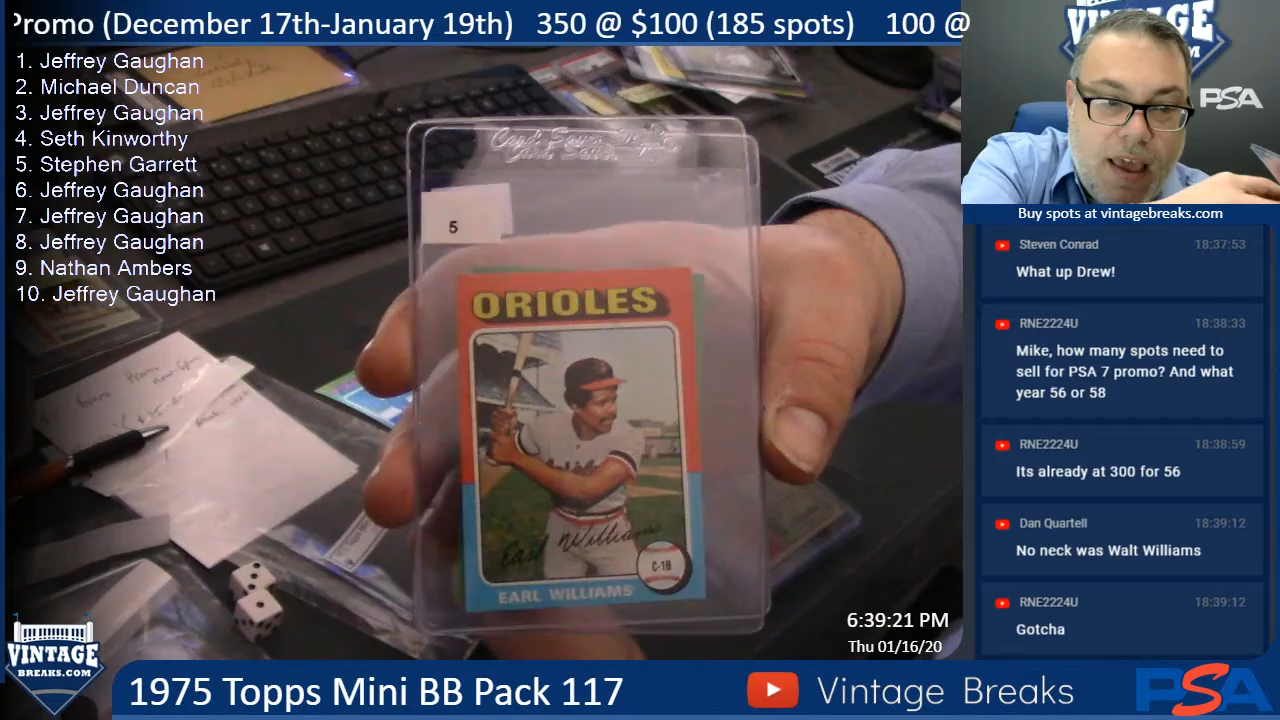 Promo (December 17th-January 19th) 350 @ $100 (185 spots) 100 @
1. Jeffrey Gaughan
2. Michael Duncan
3. Jeffrey Gaughan
4. Seth Kinworthy
5. Stephen Garrett
6. Jeffrey Gaughan
7. Jeffrey Gaughan
8. Jeffrey Gaughan
9. Nathan Ambers
10. Jeffrey Gaughan
5
ORIOLES
Earl Williams
C-1B
EARL WILLIAMS
6:39:21 PM
Thu 01/16/20
VINTAGE
PSA
Buy spots at vintagebreaks.com
Steven Conrad 18:37:53
What up Drew!
RNE2224U 18:38:33
Mike, how many spots need to
sell for PSA 7 promo? And what
year 56 or 58
RNE2224U 18:38:59
Its already at 300 for 56
Dan Quartell 18:39:12
No neck was Walt Williams
RNE2224U 18:39:12
Gotcha
VINTAGE
BREAKS.COM
1975 Topps Mini BB Pack 117
Vintage Breaks
PSA